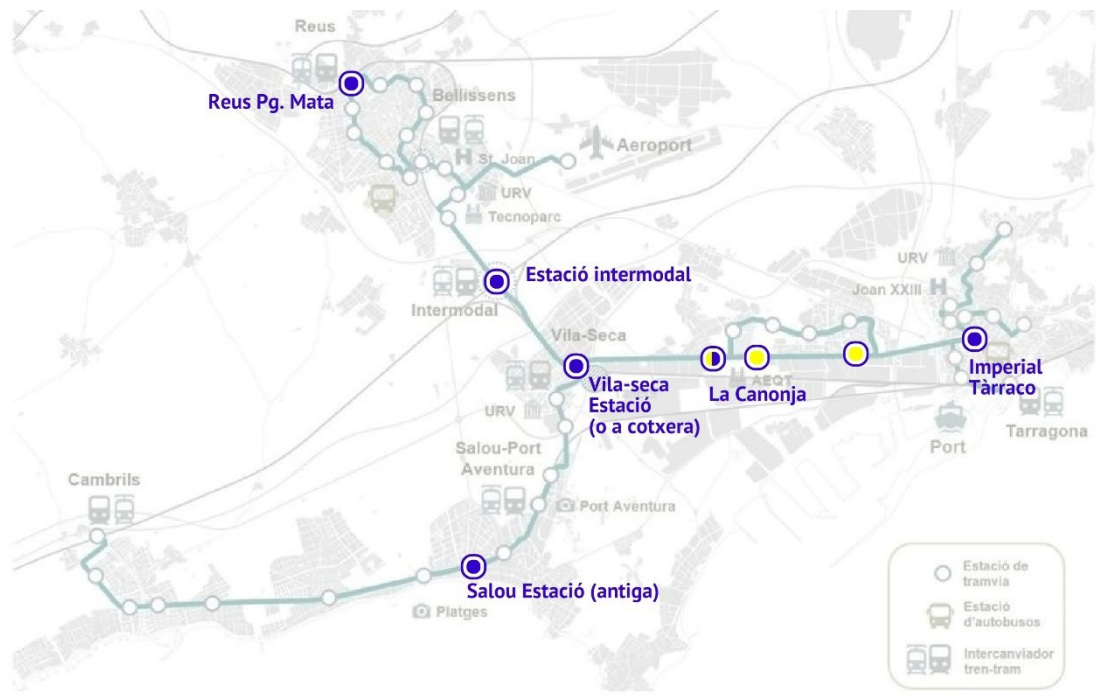 Reus
Reus Pg. Mata
Bellissens
Aeroport
St. Joan
URV
Tecnoparc
Estació intermodal
Intermodal
URV
Joan XXIII
Vila-Seca
Imperial
Tàrraco
Vila-seca
Estació
(o a cotxera)
AEQT
La Canonja
URV
Port
Tarragona
Salou-Port
Aventura
Cambrils
Port Aventura
Salou Estació (antiga)
Platges
Estació de
tramvia
Estació
d'autobusos
Intercanviador
tren-tram